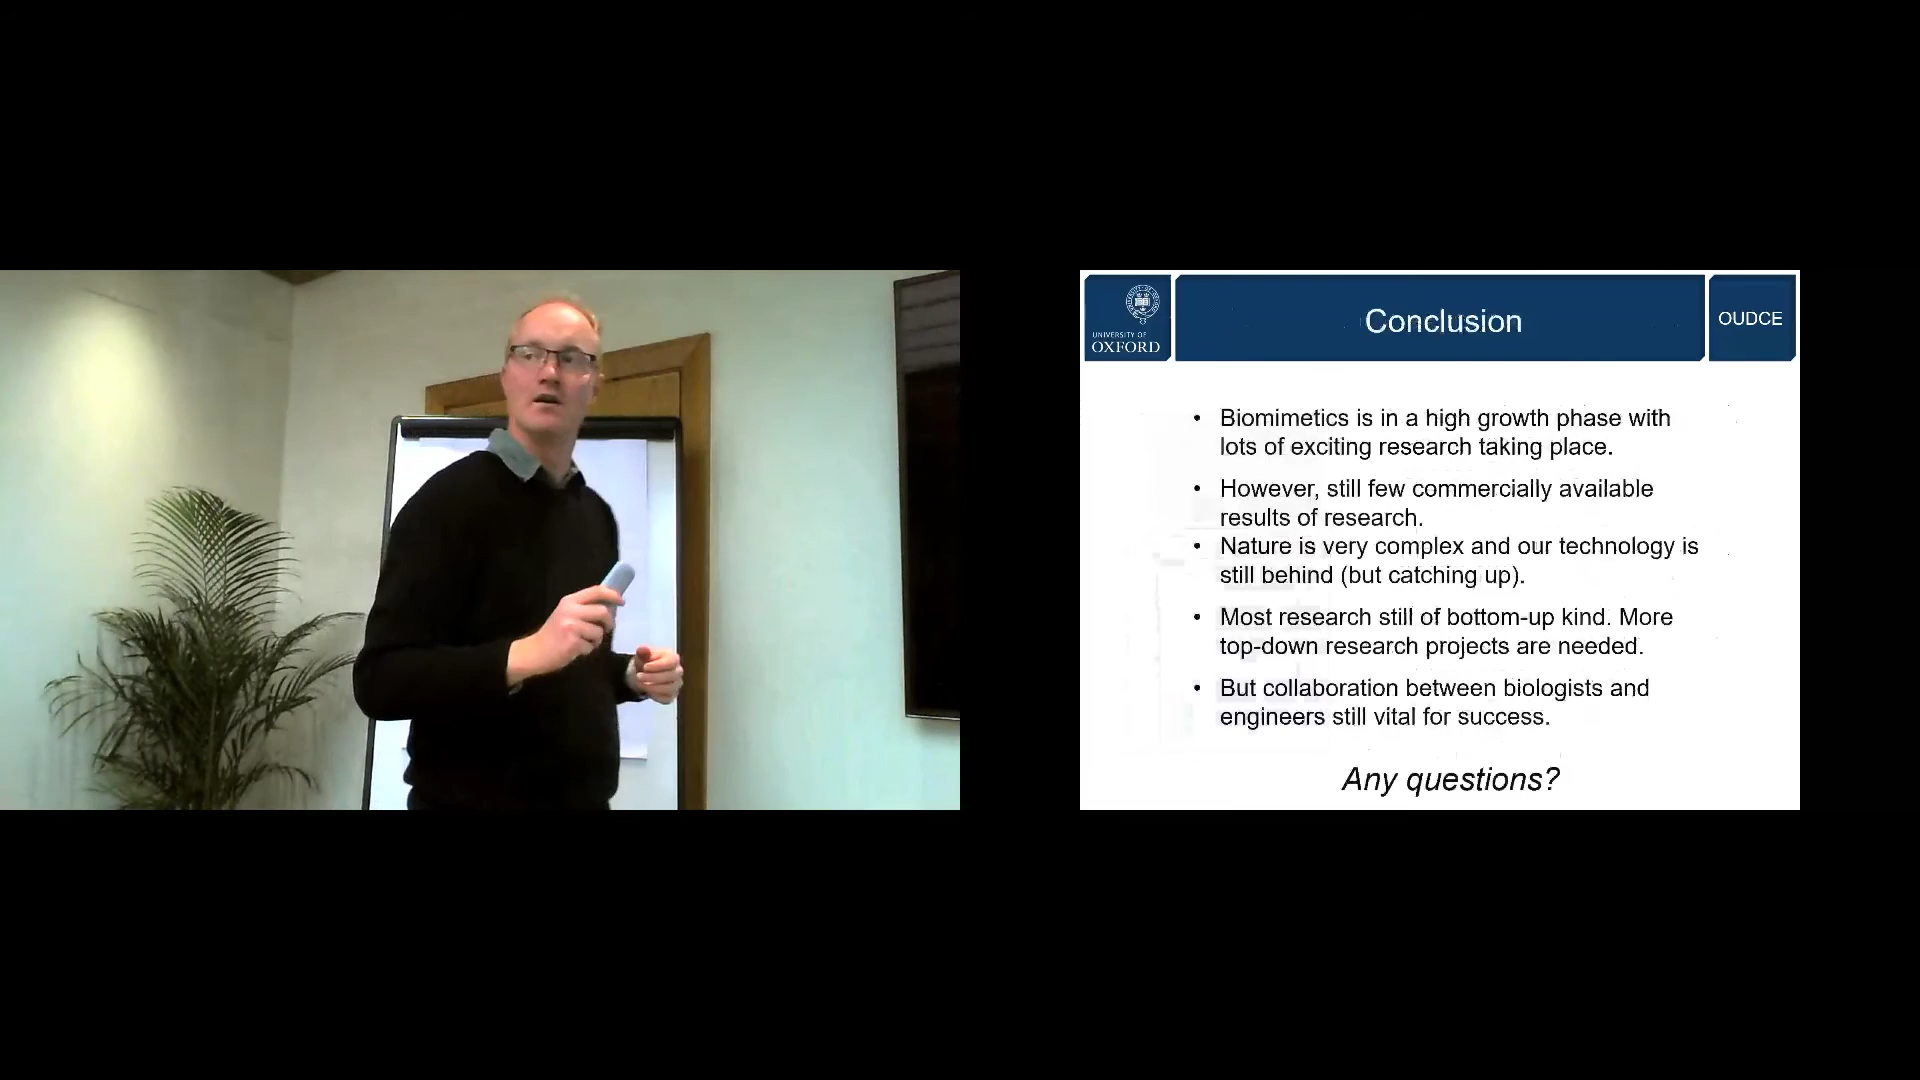 UNIVERSITY OF
OXFORD
Conclusion
OUDCE
• Biomimetics is in a high growth phase with
lots of exciting research taking place.
• However, still few commercially available
results of research.
• Nature is very complex and our technology is
still behind (but catching up).
• Most research still of bottom-up kind. More
top-down research projects are needed.
• But collaboration between biologists and
engineers still vital for success.
Any questions?